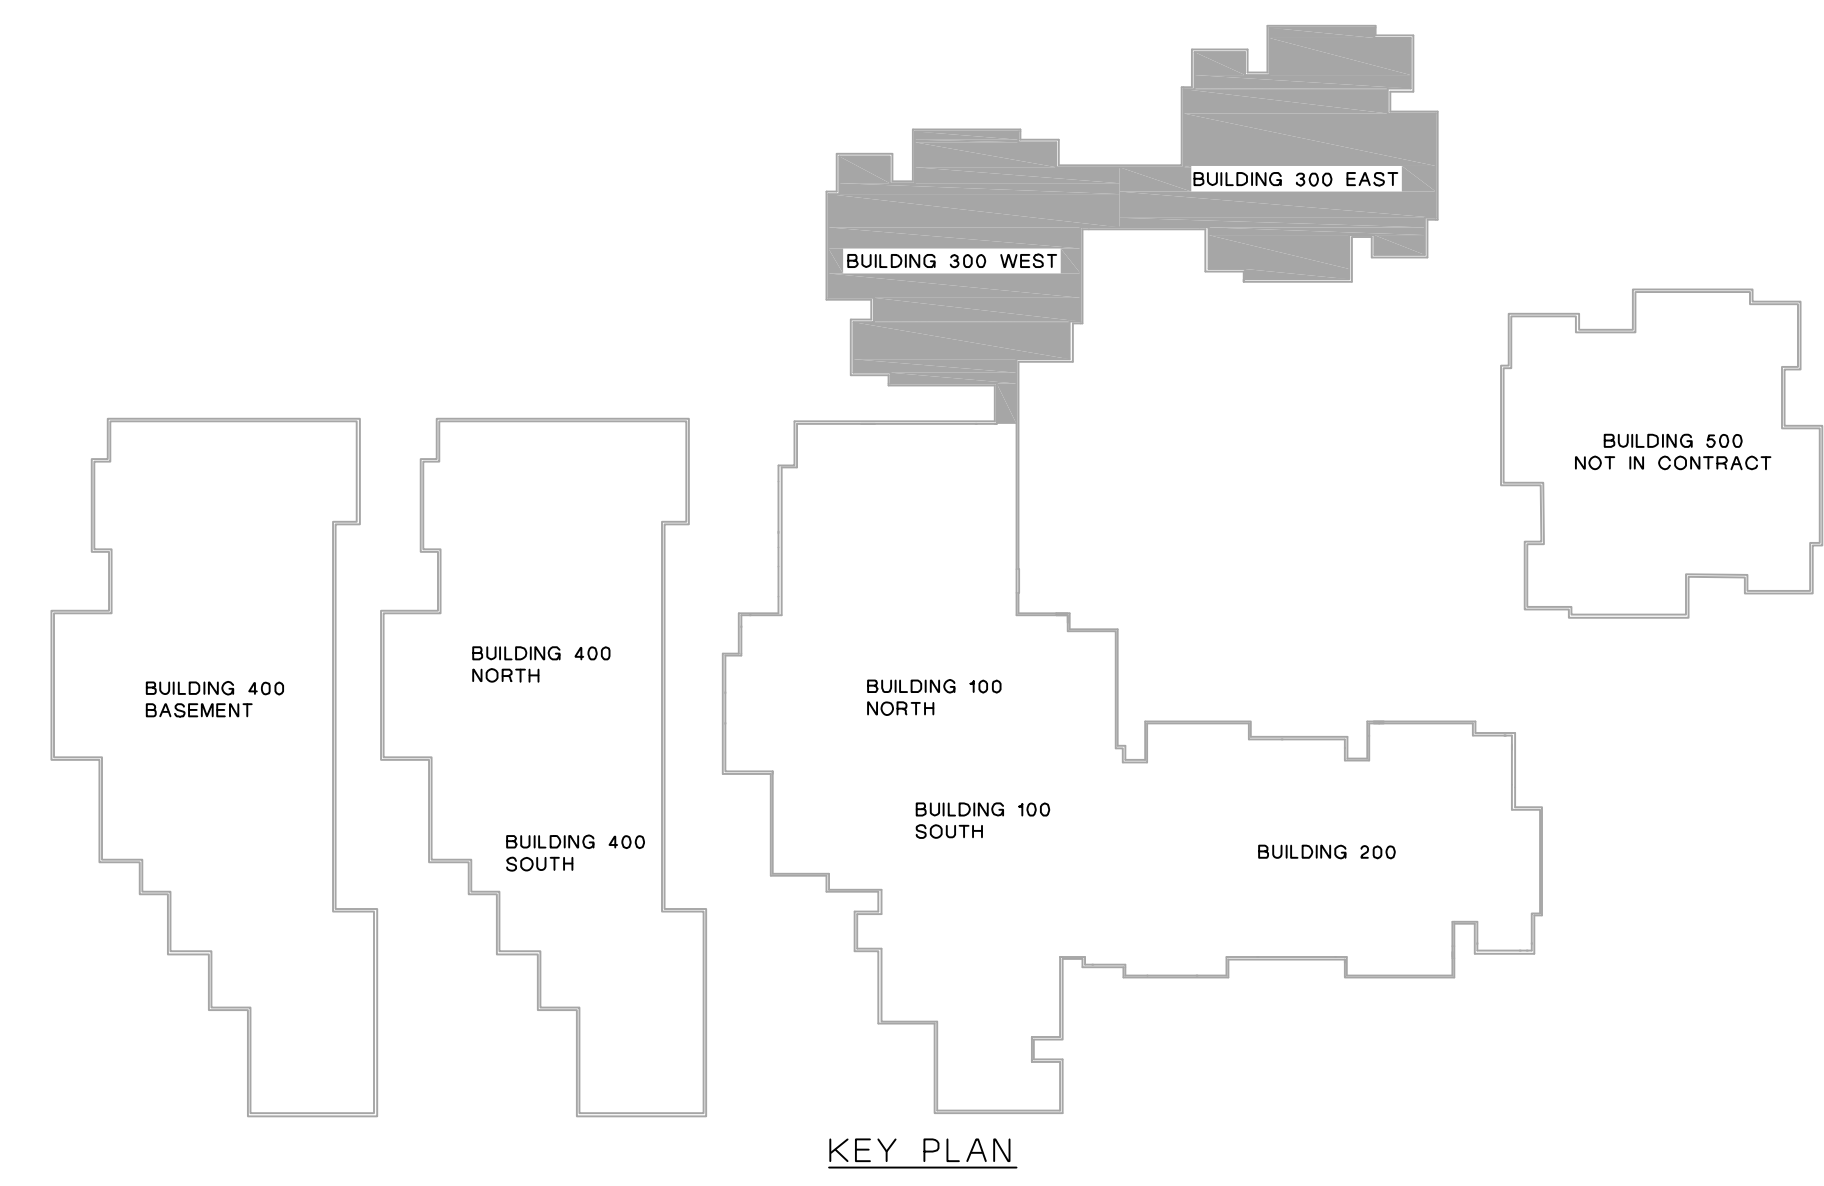 BUILDING 300 EAST
BUILDING 300 WEST
BUILDING 500
NOT IN CONTRACT
BUILDING 400
NORTH
BUILDING 400
BASEMENT
BUILDING 100
NORTH
BUILDING 100
SOUTH
BUILDING 400
SOUTH
BUILDING 200
KEY PLAN